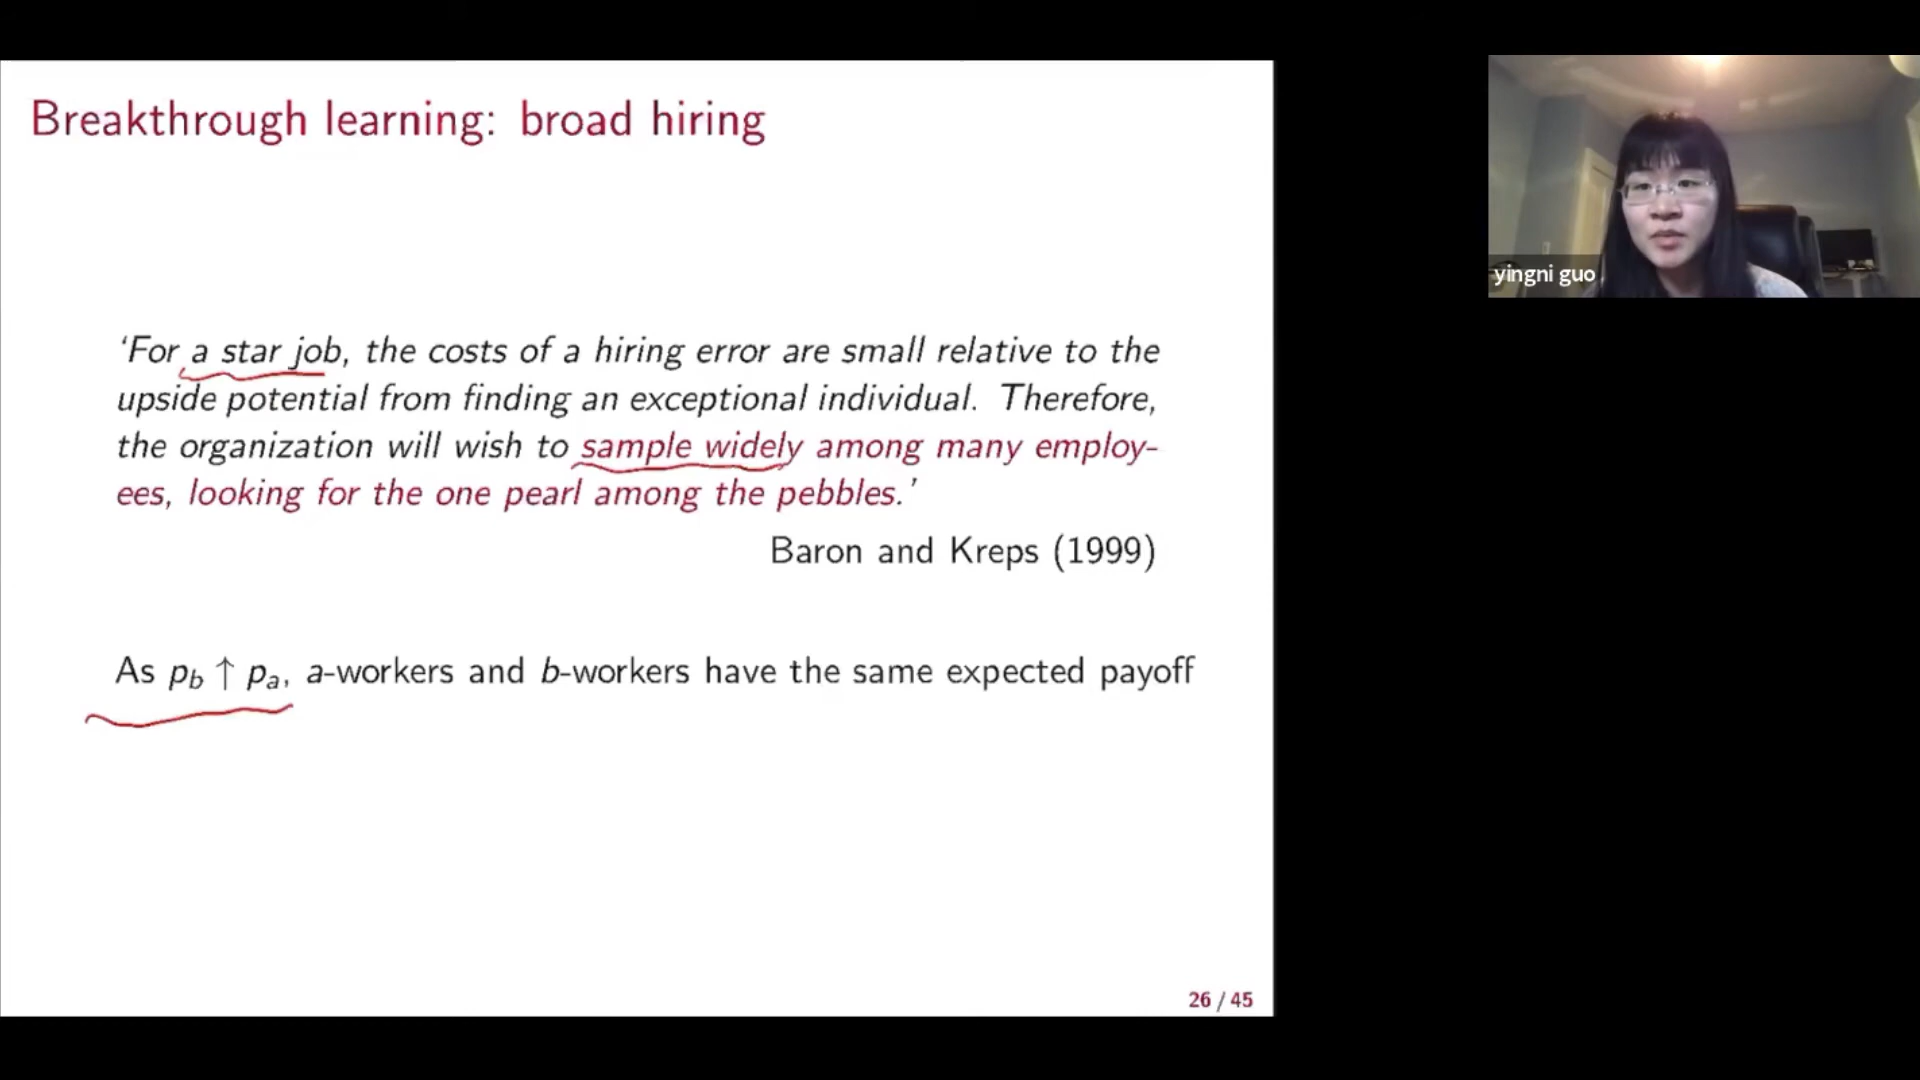 Breakthrough learning: broad hiring
‘For a star job, the costs of a hiring error are small relative to the
upside potential from finding an exceptional individual. Therefore,
the organization will wish to sample widely among many employ-
ees, looking for the one pearl among the pebbles.’
Baron and Kreps (1999)
As p_b ↑ p_a, a-workers and b-workers have the same expected payoff
26 / 45
yingni guo